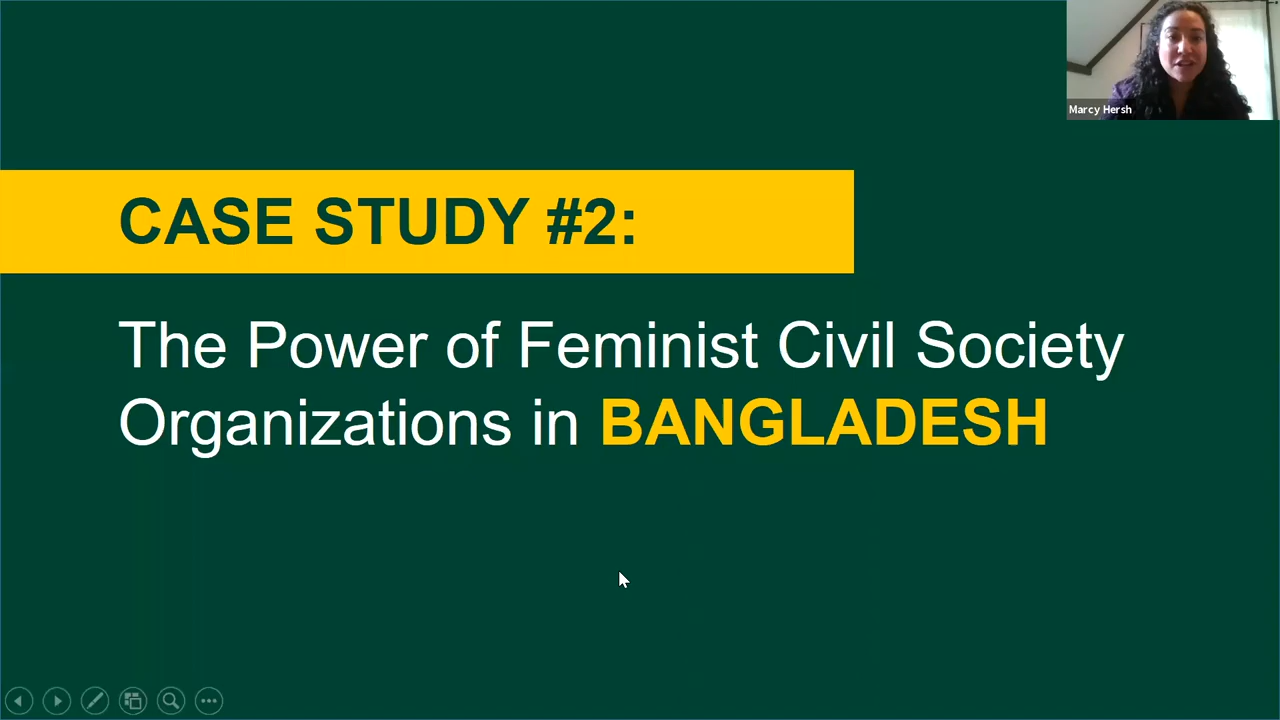 Marcy Hersh
CASE STUDY #2:
The Power of Feminist Civil Society
Organizations in BANGLADESH